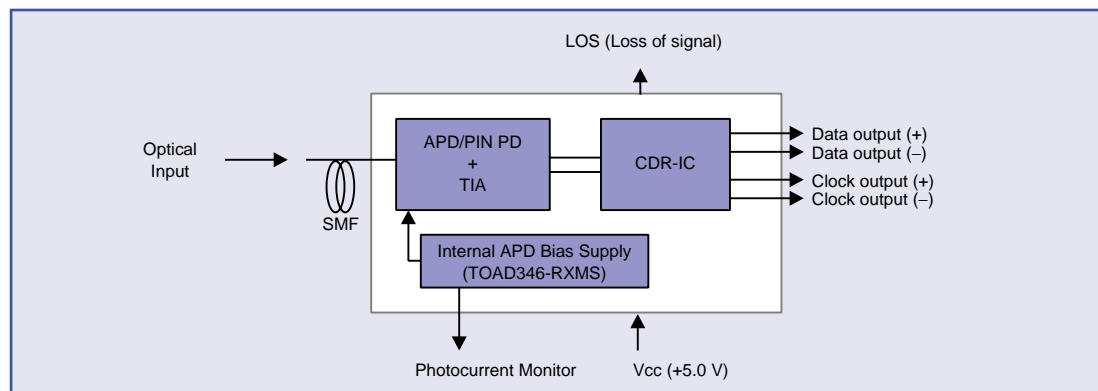 LOS (Loss of signal)
Optical
Input
SMF
APD/PIN PD
+
TIA
CDR-IC
Data output (+)
Data output (−)
Clock output (+)
Clock output (−)
Internal APD Bias Supply
(TOAD346-RXMS)
Photocurrent Monitor
Vcc (+5.0 V)